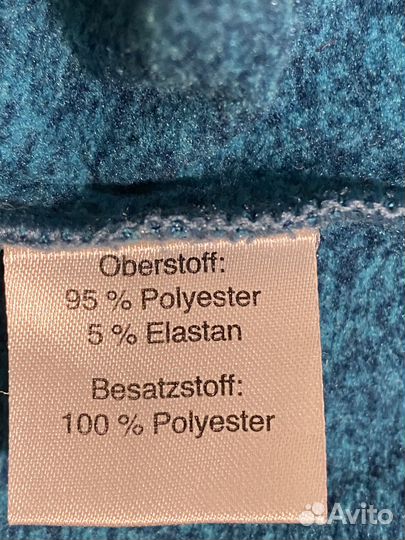 Oberstoff:
95 % Polyester
5 % Elastan
Besatzstoff:
100 % Polyester
Avito